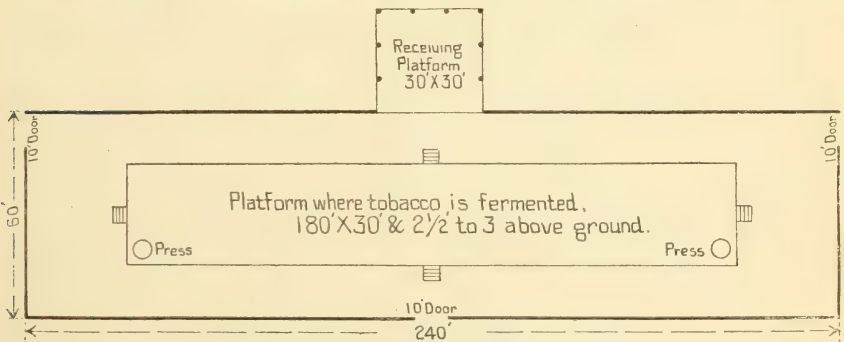 Receiving
Platform
30'X30'
10' Door
10' Door
60'
Platform where tobacco is fermented,
180'X30' & 2½' to 3 above ground.
Press
Press
10' Door
240'